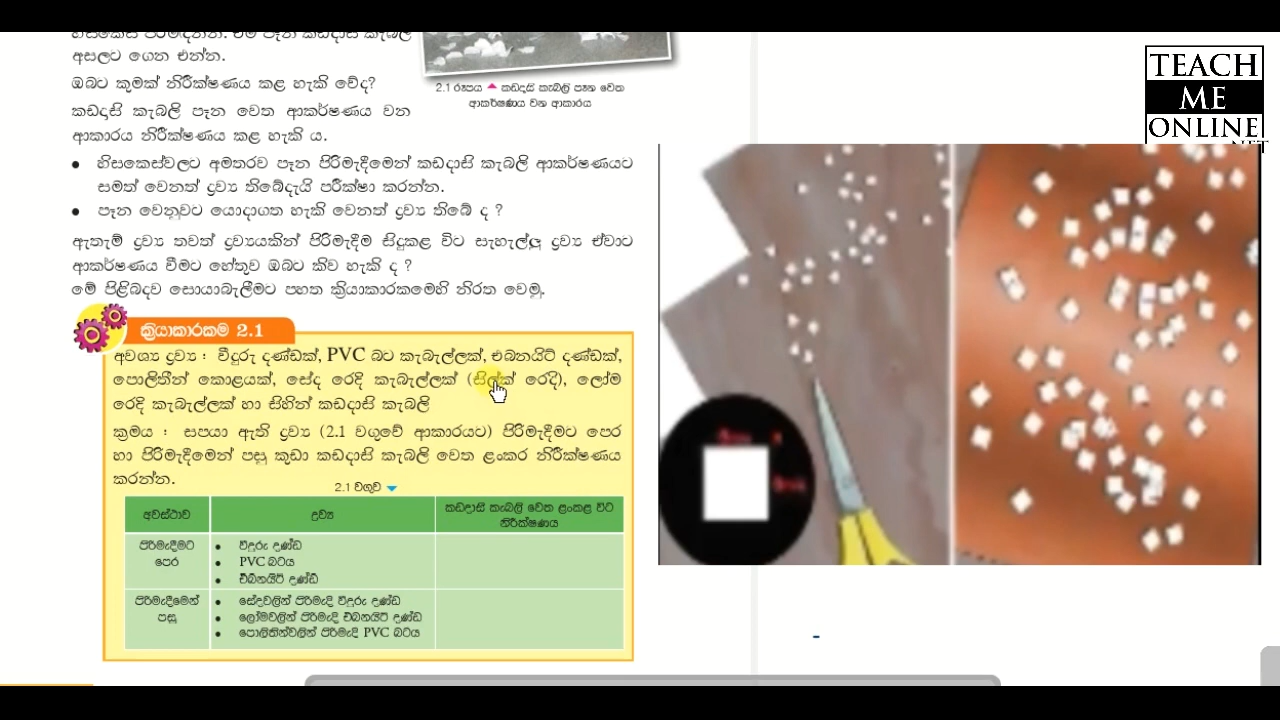 අසලට ගෙන එන්න.
ඔබට කුමක් නිරීක්ෂණය කළ හැකි වේද?
කඩදාසි කැබලි පෑන වෙත ආකර්ෂණය වන
ආකාරය නිරීක්ෂණය කළ හැකි ය.
2.1 රූපය ▲ කඩදාසි කැබලි පෑන වෙත
ආකර්ෂණය වන ආකාරය
• හිසකෙස්වලට අමතරව පෑන පිරිමැදීමෙන් කඩදාසි කැබලි ආකර්ෂණයට
සමත් වෙනත් ද්‍රව්‍ය තිබේදැයි පරීක්ෂා කරන්න.
• පෑන වෙනුවට යොදාගත හැකි වෙනත් ද්‍රව්‍ය තිබේ ද ?
ඇතැම් ද්‍රව්‍ය තවත් ද්‍රව්‍යයකින් පිරිමැදීම සිදුකළ විට සැහැල්ලු ද්‍රව්‍ය ඒවාට
ආකර්ෂණය වීමට හේතුව ඔබට කිව හැකි ද ?
මේ පිළිබඳව සොයාබැලීමට පහත ක්‍රියාකාරකමෙහි නිරත වෙමු.
ක්‍රියාකාරකම 2.1
අවශ්‍ය ද්‍රව්‍ය : වීදුරු දණ්ඩක්, PVC බට කැබැල්ලක්, එබනයිට් දණ්ඩක්,
පොලිතීන් කොළයක්, සේද රෙදි කැබැල්ලක් (සිල්ක් රෙදි), ලෝම
රෙදි කැබැල්ලක් හා සිහින් කඩදාසි කැබලි
ක්‍රමය : සපයා ඇති ද්‍රව්‍ය (2.1 වගුවේ ආකාරයට) පිරිමැදීමට පෙර
හා පිරිමැදීමෙන් පසු කුඩා කඩදාසි කැබලි වෙත ළංකර නිරීක්ෂණය
කරන්න.
2.1 වගුව ▼
අවස්ථාව ද්‍රව්‍ය කඩදාසි කැබලි වෙත ළංකළ විට
නිරීක්ෂණය
පිරිමැදීමට
පෙර
• වීදුරු දණ්ඩ
• PVC බටය
• එබනයිට් දණ්ඩ
පිරිමැදීමෙන්
පසු
• සේදවලින් පිරිමැදි වීදුරු දණ්ඩ
• ලෝමවලින් පිරිමැදි එබනයිට් දණ්ඩ
• පොලිතින්වලින් පිරිමැදි PVC බටය
TEACH
ME
ONLINE
.NET